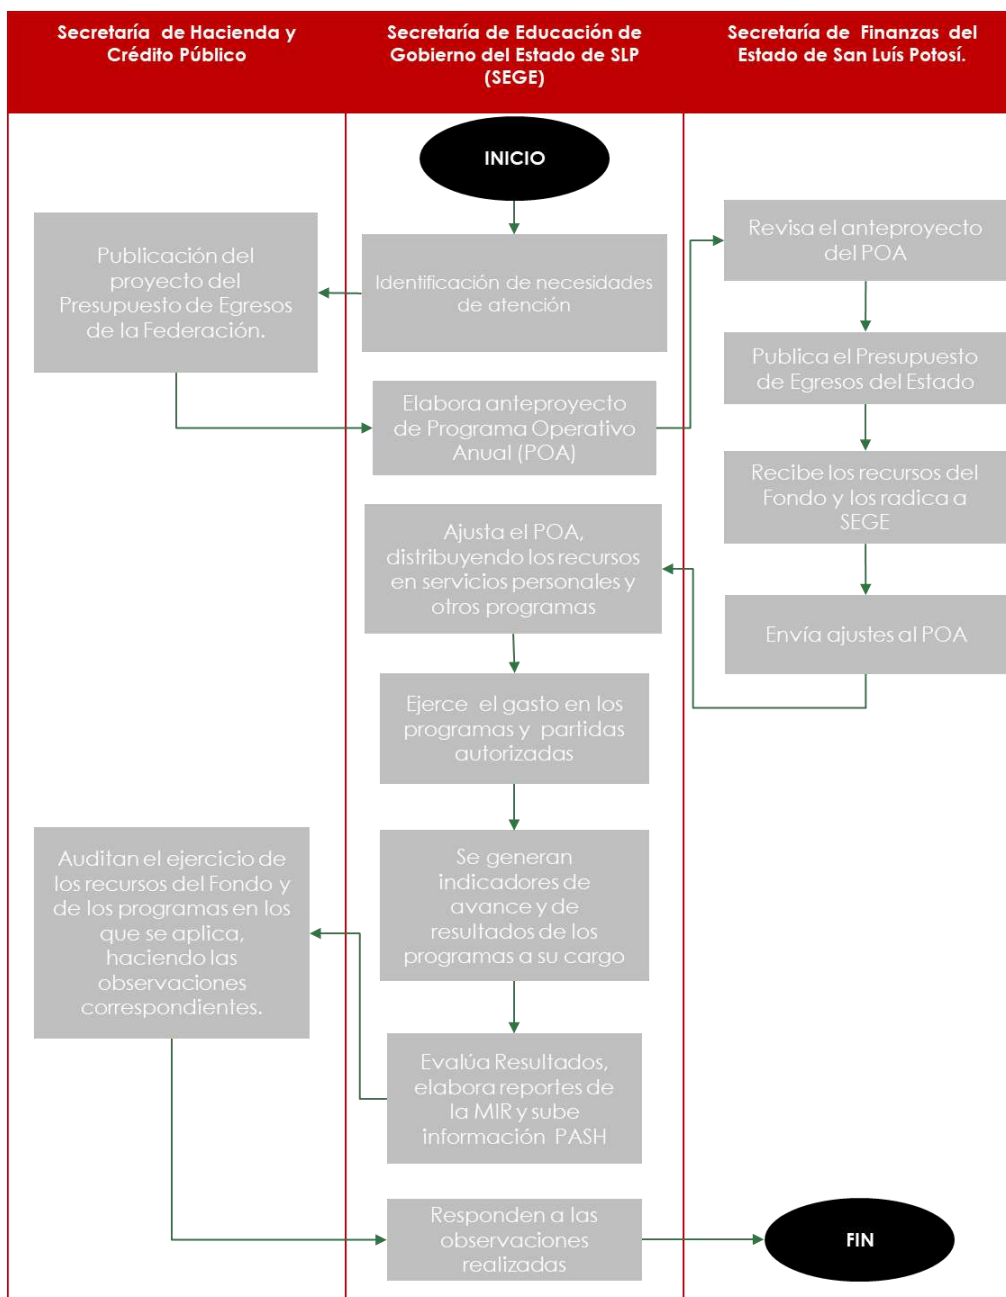 Secretaría de Hacienda y
Crédito Público
Secretaría de Educación de
Gobierno del Estado de SLP
(SEGE)
Secretaría de Finanzas del
Estado de San Luís Potosí.
INICIO
Identificación de necesidades
de atención
Publicación del
proyecto del
Presupuesto de Egresos
de la Federación.
Elabora anteproyecto
de Programa Operativo
Anual (POA)
Revisa el anteproyecto
del POA
Publica el Presupuesto
de Egresos del Estado
Recibe los recursos del
Fondo y los radica a
SEGE
Envía ajustes al POA
Ajusta el POA,
distribuyendo los recursos
en servicios personales y
otros programas
Ejerce el gasto en los
programas y partidas
autorizadas
Se generan
indicadores de
avance y de
resultados de los
programas a su cargo
Evalúa Resultados,
elabora reportes de
la MIR y sube
información PASH
Auditan el ejercicio de
los recursos del Fondo y
de los programas en los
que se aplica,
haciendo las
observaciones
correspondientes.
Responden a las
observaciones
realizadas
FIN